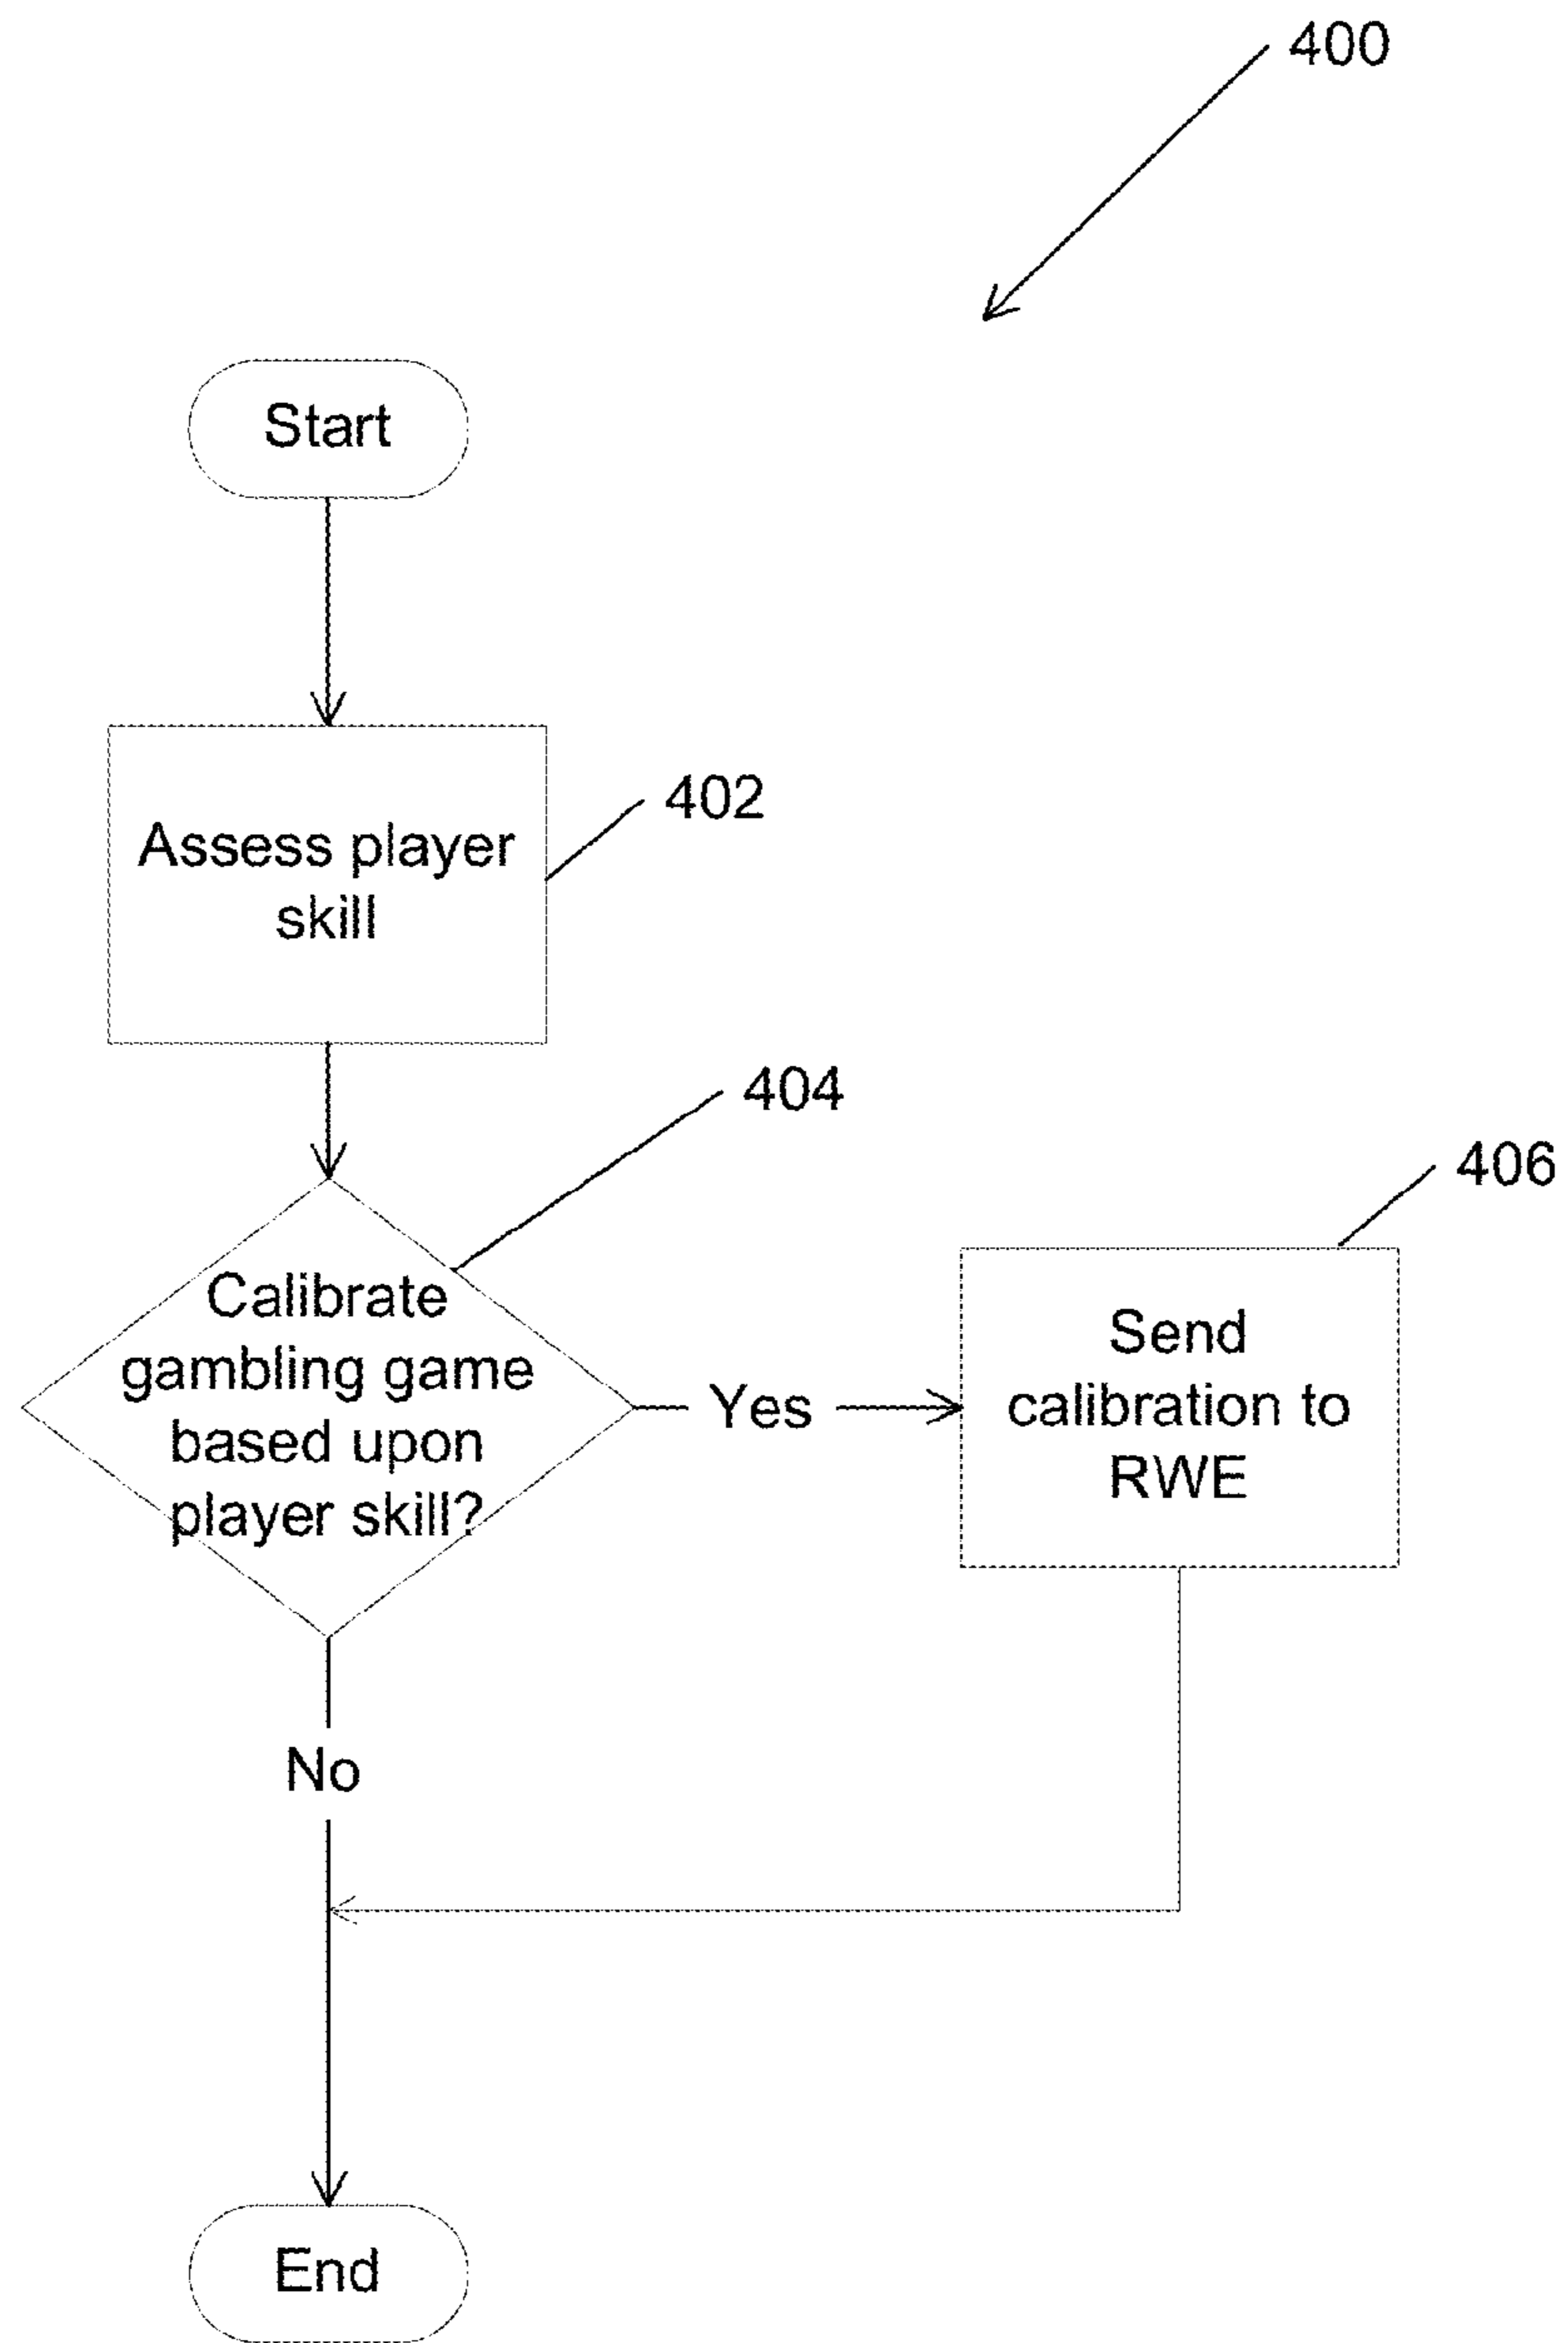 400
Start
402
Assess player
skill
404
406
Calibrate
gambling game
based upon
player skill?
Yes
Send
calibration to
RWE
No
End